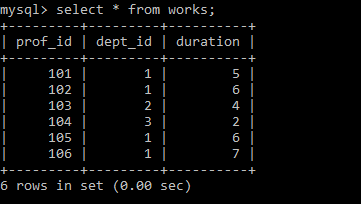 mysql> select * from works;
+---------+---------+----------+
| prof_id | dept_id | duration |
+---------+---------+----------+
|     101 |       1 |        5 |
|     102 |       1 |        6 |
|     103 |       2 |        4 |
|     104 |       3 |        2 |
|     105 |       1 |        6 |
|     106 |       1 |        7 |
+---------+---------+----------+
6 rows in set (0.00 sec)